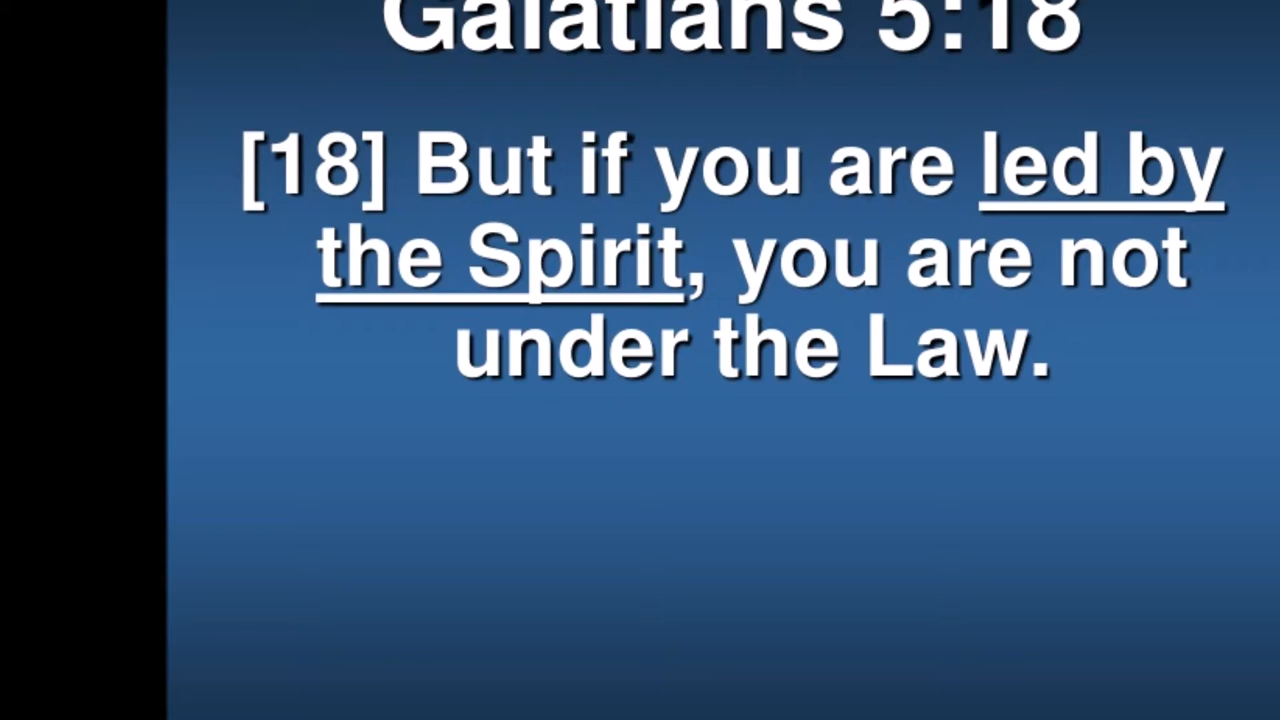 Galatians 5:18
[18] But if you are led by
the Spirit, you are not
under the Law.